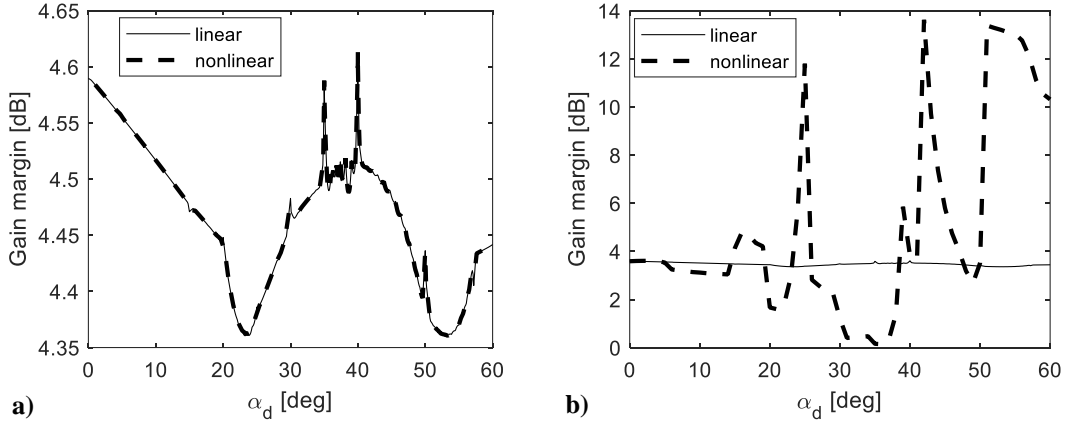 4.65
4.6
4.55
4.5
4.45
4.4
4.35
Gain margin [dB]
linear
nonlinear
0 10 20 30 40 50 60
α_d [deg]
a)
14
12
10
8
6
4
2
0
Gain margin [dB]
linear
nonlinear
0 10 20 30 40 50 60
α_d [deg]
b)